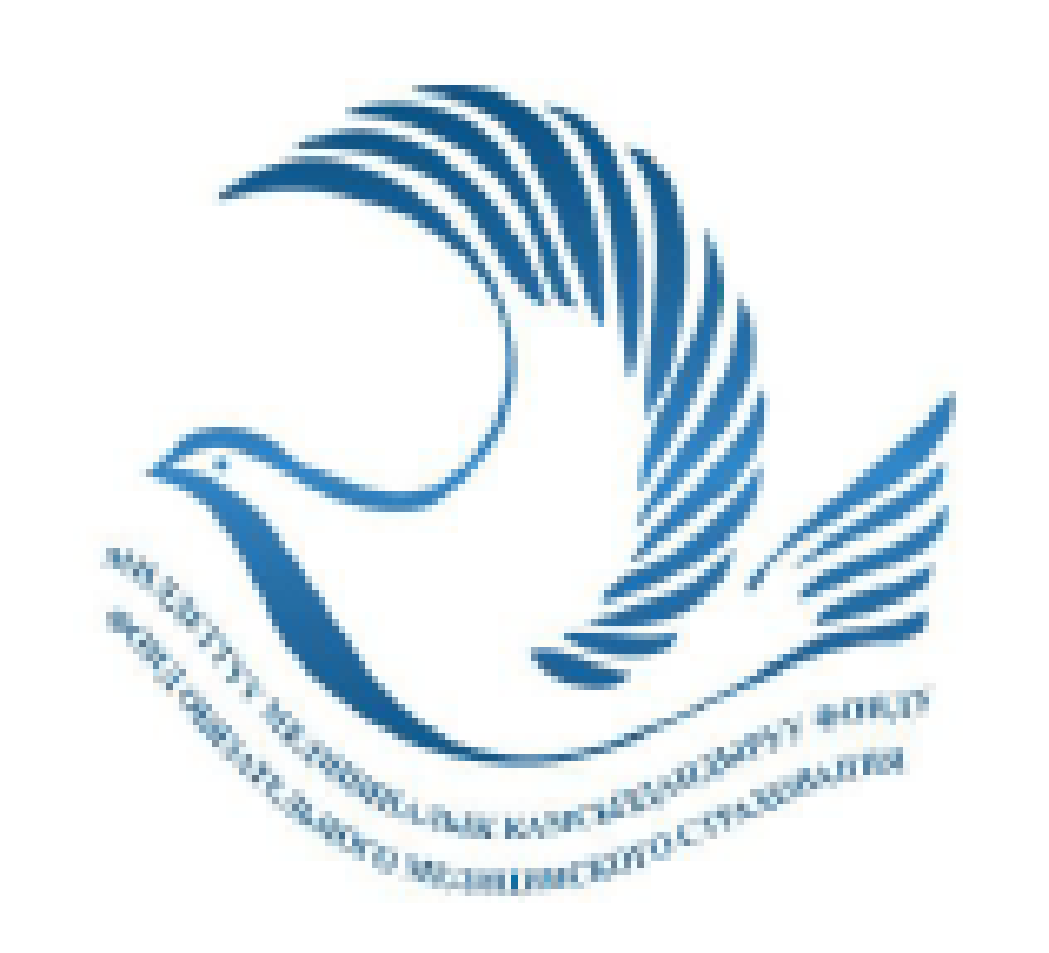 МИЛДЕТТҮҮ МЕДИЦИНАЛЫК КАМСЫЗДАНДЫРУУ ФОНДУ
ФОНД ОБЯЗАТЕЛЬНОГО МЕДИЦИНСКОГО СТРАХОВАНИЯ